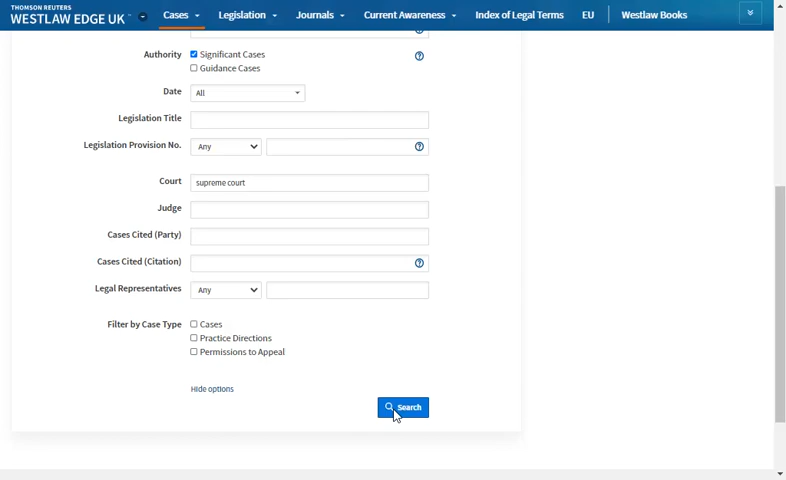 THOMSON REUTERS
WESTLAW EDGE UK
Cases
Legislation
Journals
Current Awareness
Index of Legal Terms
EU
Westlaw Books
Authority
Significant Cases
Guidance Cases
Date
All
Legislation Title
Legislation Provision No.
Any
Court
supreme court
Judge
Cases Cited (Party)
Cases Cited (Citation)
Legal Representatives
Any
Filter by Case Type
Cases
Practice Directions
Permissions to Appeal
Hide options
Search